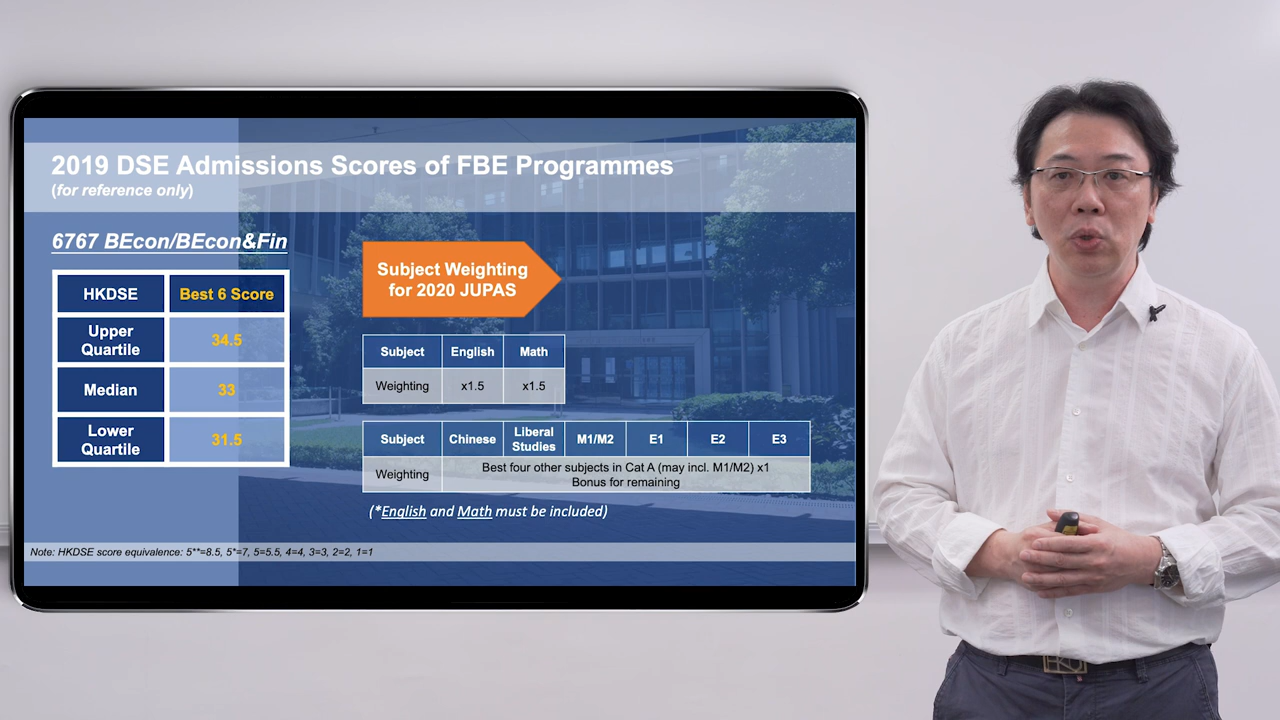 2019 DSE Admissions Scores of FBE Programmes
(for reference only)
6767 BEcon/BEcon&Fin
HKDSE Best 6 Score
Upper Quartile 34.5
Median 33
Lower Quartile 31.5
Subject Weighting
for 2020 JUPAS
Subject English Math
Weighting x1.5 x1.5
Subject Chinese Liberal Studies M1/M2 E1 E2 E3
Weighting Best four other subjects in Cat A (may incl. M1/M2) x1
Bonus for remaining
(*English and Math must be included)
Note: HKDSE score equivalence: 5**=8.5, 5*=7, 5=5.5, 4=4, 3=3, 2=2, 1=1
HKU